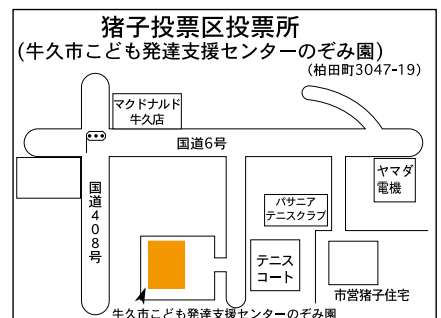 猪子投票区投票所
(牛久市こども発達支援センターのぞみ園)
(柏田町3047-19)
マクドナルド
牛久店
国道6号
ヤマダ
電機
国道408号
パサニア
テニスクラブ
テニス
コート
市営猪子住宅
牛久市こども発達支援センターのぞみ園